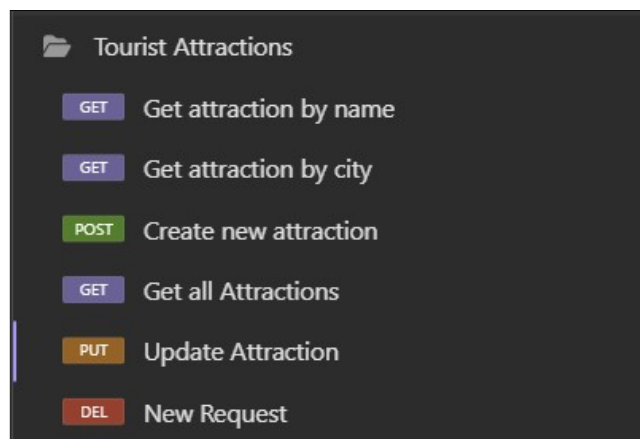 Tourist Attractions
GET Get attraction by name
GET Get attraction by city
POST Create new attraction
GET Get all Attractions
PUT Update Attraction
DEL New Request